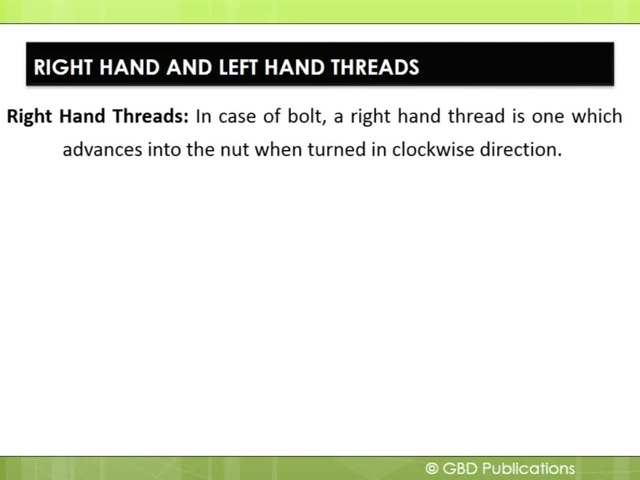 RIGHT HAND AND LEFT HAND THREADS
Right Hand Threads: In case of bolt, a right hand thread is one which
advances into the nut when turned in clockwise direction.
© GBD Publications